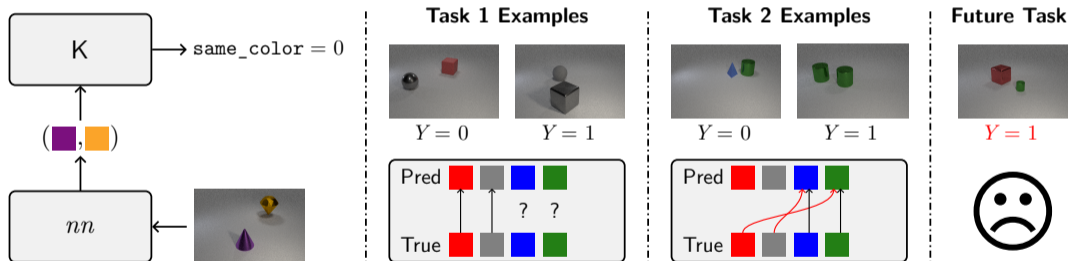 K
same_color = 0
( , )
nn
Task 1 Examples
Y = 0
Y = 1
Pred
? ?
True
Task 2 Examples
Y = 0
Y = 1
Pred
True
Future Task
Y = 1